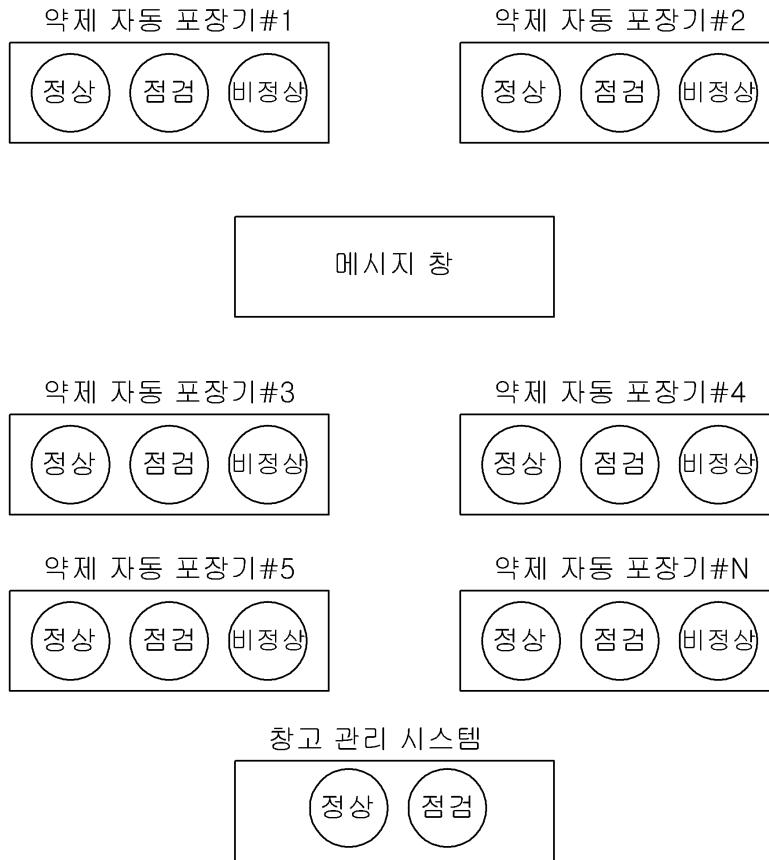 약제 자동 포장기#1
정상 점검 비정상
약제 자동 포장기#2
정상 점검 비정상
메시지 창
약제 자동 포장기#3
정상 점검 비정상
약제 자동 포장기#4
정상 점검 비정상
약제 자동 포장기#5
정상 점검 비정상
약제 자동 포장기#N
정상 점검 비정상
창고 관리 시스템
정상 점검